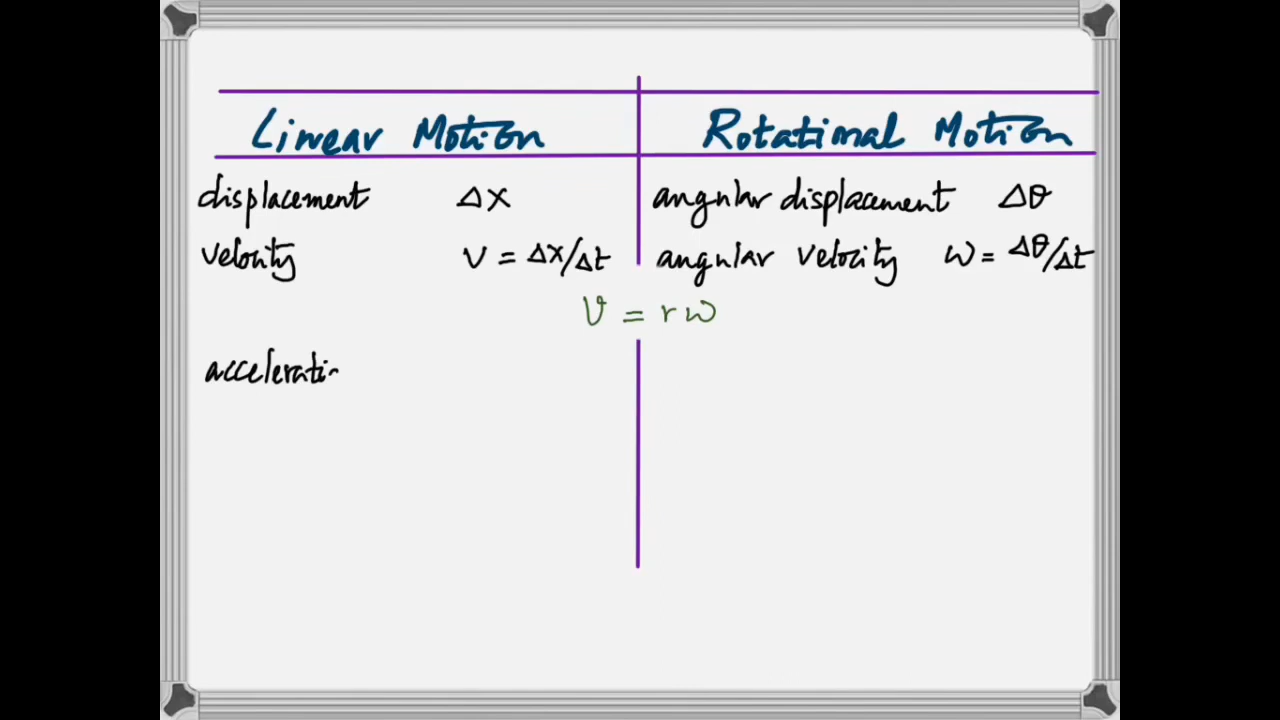 Linear Motion Rotational Motion
displacement Δx angular displacement Δθ
velocity v = Δx/Δt angular velocity ω = Δθ/Δt
v = rω
acceleratio